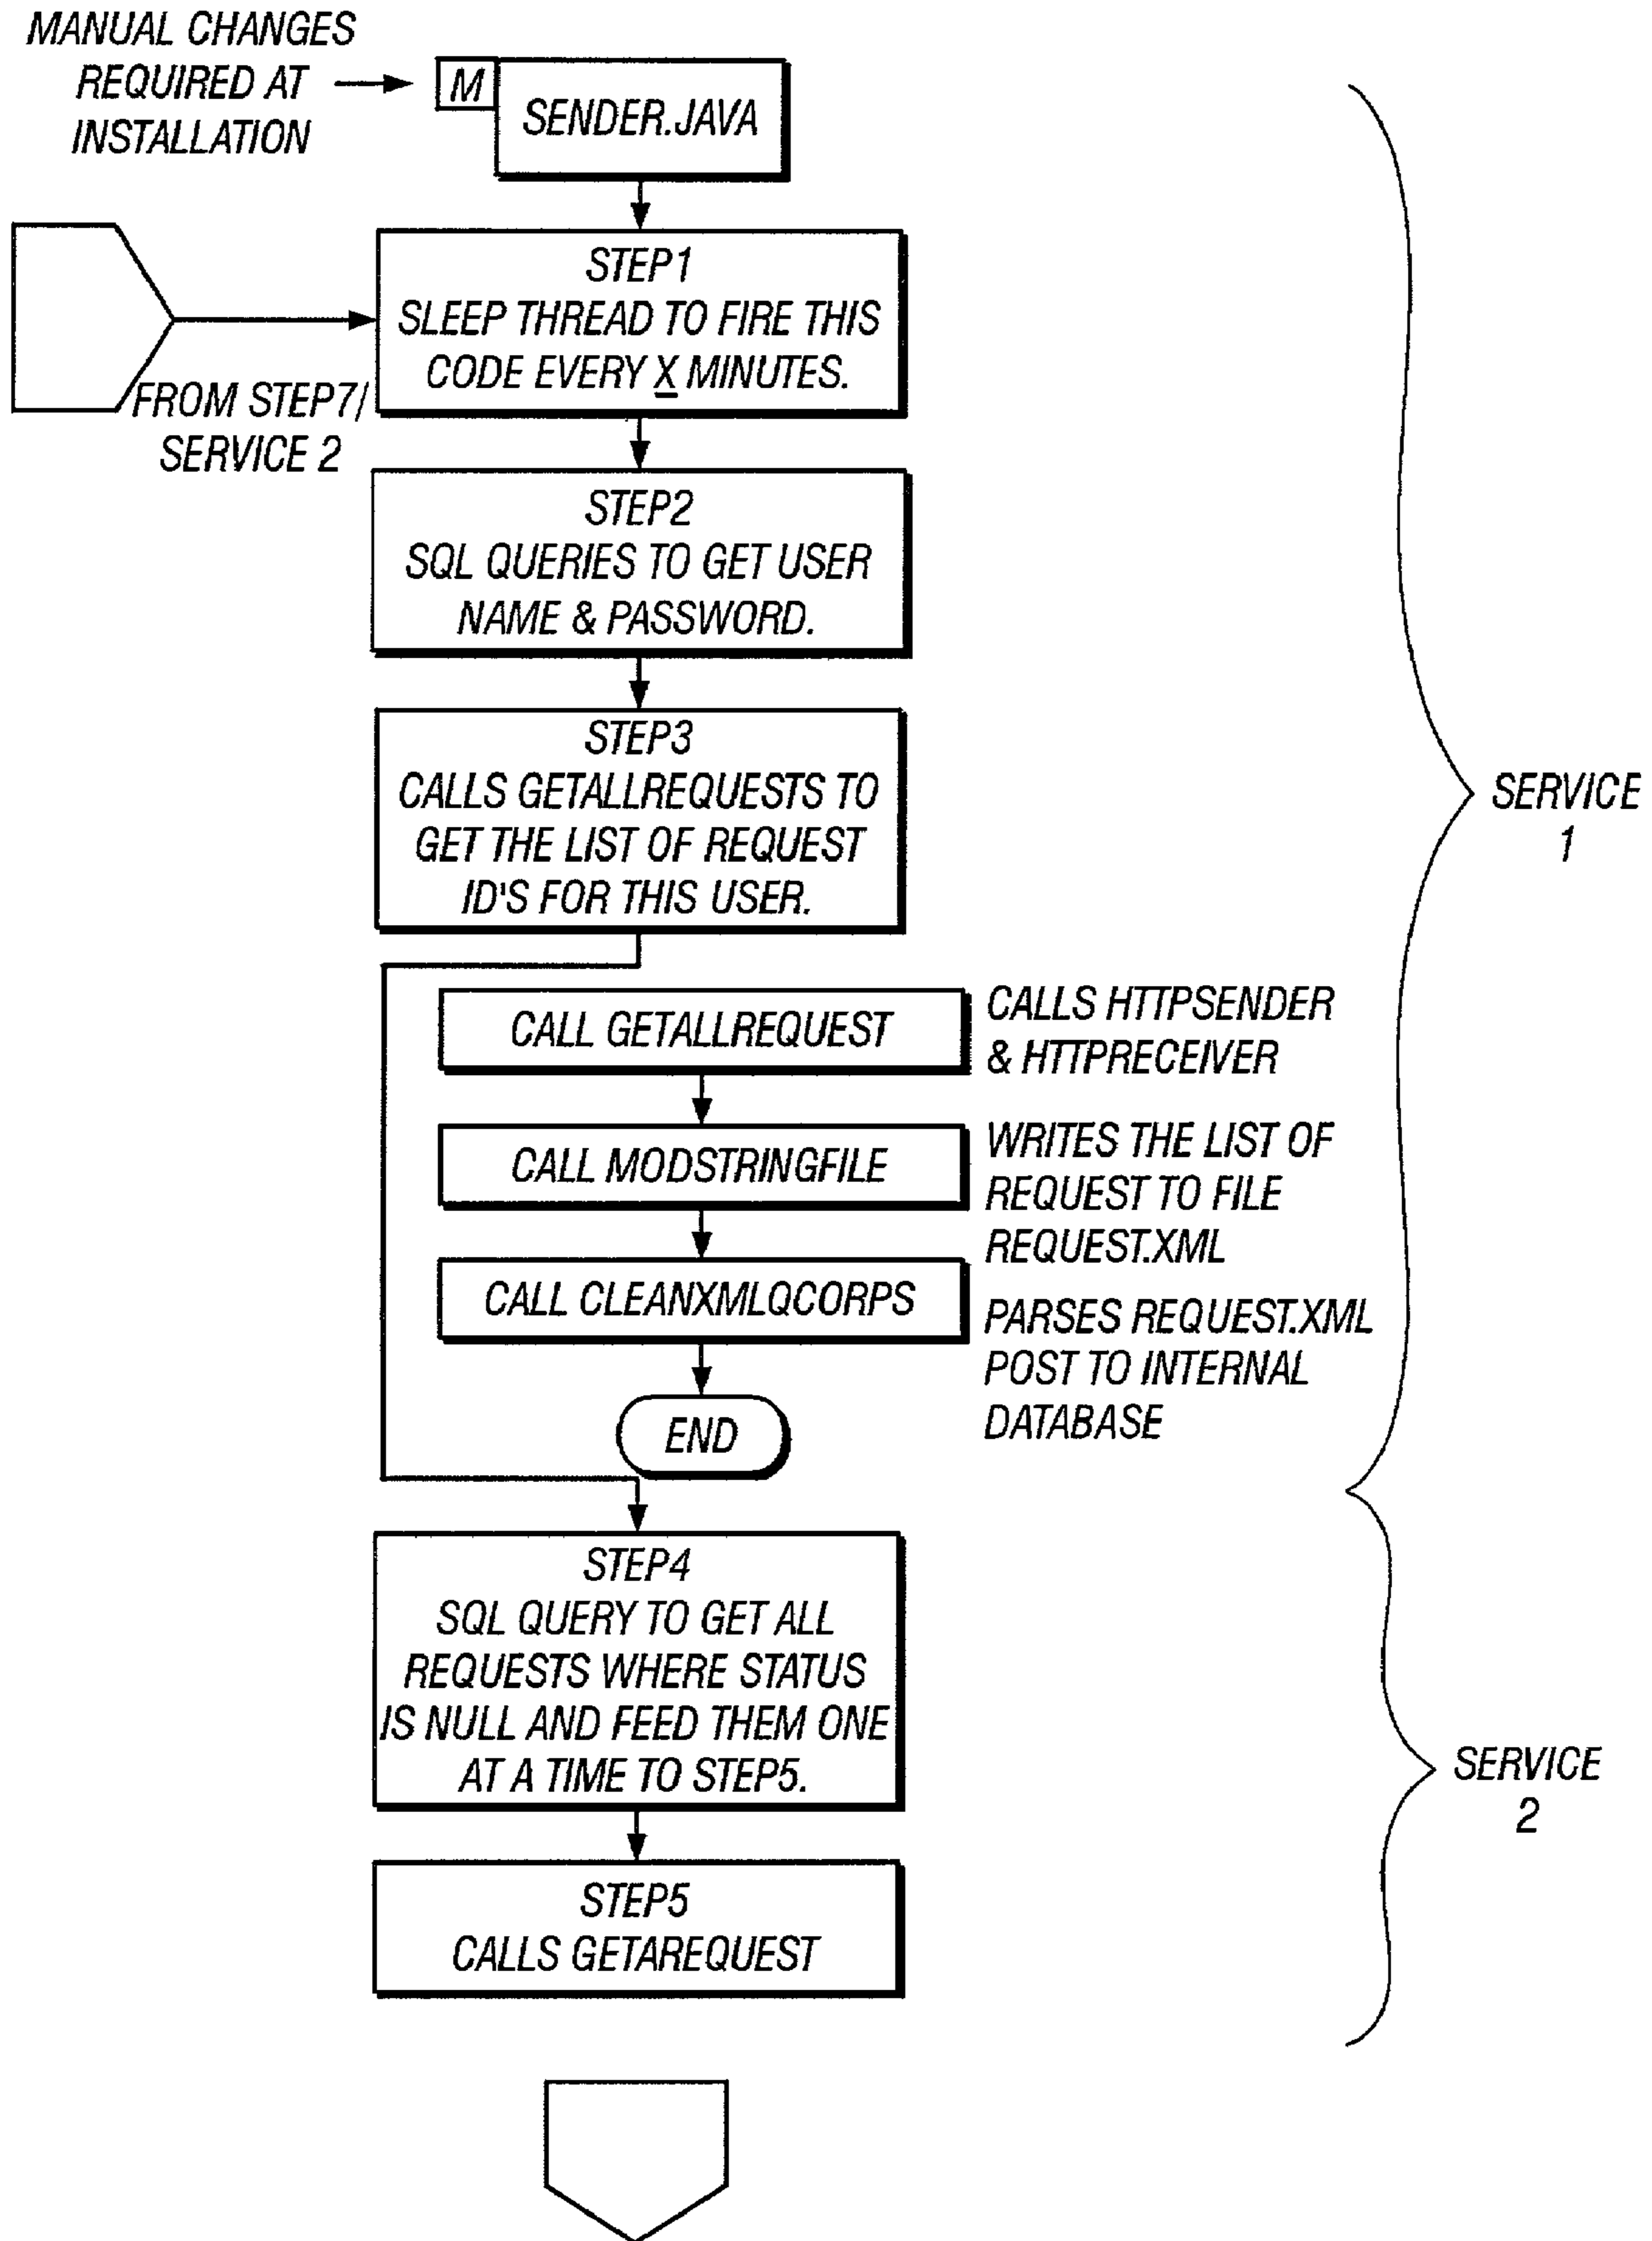 MANUAL CHANGES
REQUIRED AT
INSTALLATION
M
SENDER.JAVA
STEP1
SLEEP THREAD TO FIRE THIS
CODE EVERY X MINUTES.
FROM STEP7/
SERVICE 2
STEP2
SQL QUERIES TO GET USER
NAME & PASSWORD.
STEP3
CALLS GETALLREQUESTS TO
GET THE LIST OF REQUEST
ID'S FOR THIS USER.
SERVICE
1
CALL GETALLREQUEST
CALLS HTTPSENDER
& HTTPRECEIVER
CALL MODSTRINGFILE
WRITES THE LIST OF
REQUEST TO FILE
REQUEST.XML
CALL CLEANXMLQCORPS
PARSES REQUEST.XML
POST TO INTERNAL
DATABASE
END
STEP4
SQL QUERY TO GET ALL
REQUESTS WHERE STATUS
IS NULL AND FEED THEM ONE
AT A TIME TO STEP5.
SERVICE
2
STEP5
CALLS GETAREQUEST